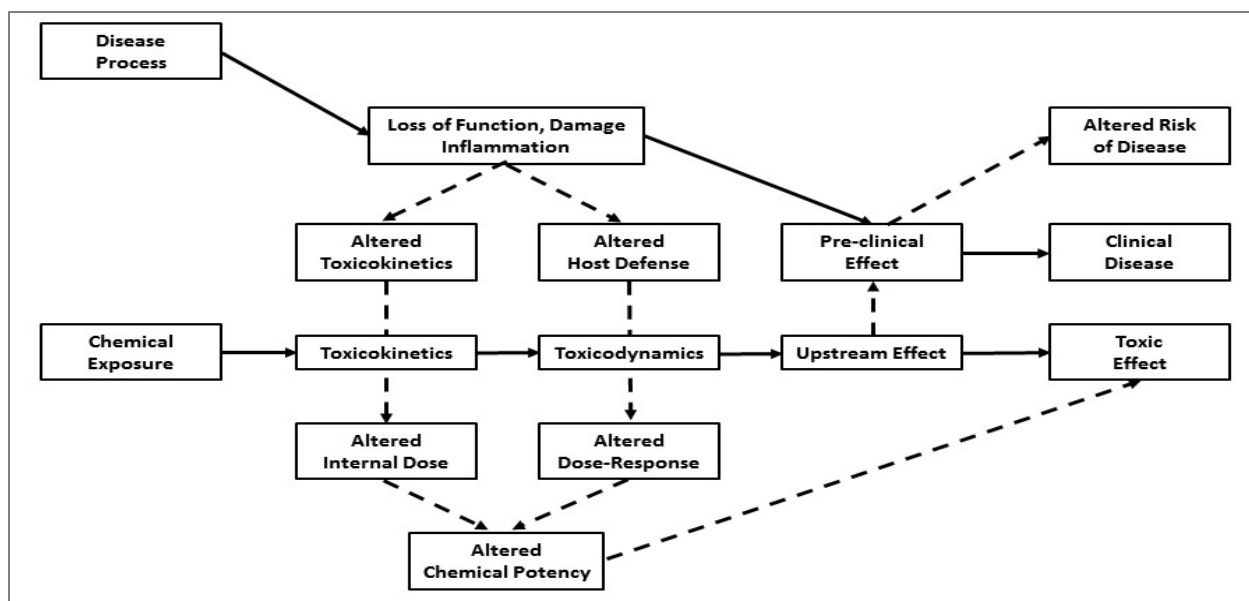 Disease
Process
Loss of Function, Damage
Inflammation
Altered Risk
of Disease
Altered
Toxicokinetics
Altered
Host Defense
Pre-clinical
Effect
Clinical
Disease
Chemical
Exposure
Toxicokinetics
Toxicodynamics
Upstream Effect
Toxic
Effect
Altered
Internal Dose
Altered
Dose-Response
Altered
Chemical Potency